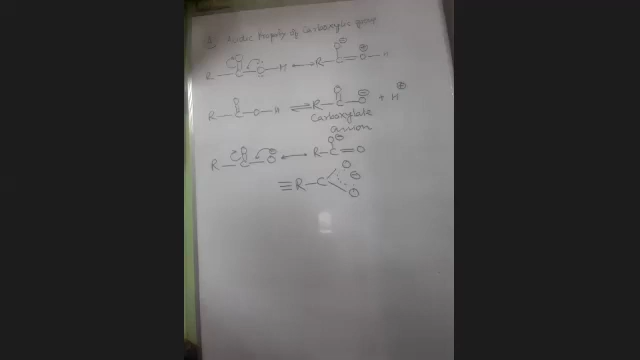 Acidic Property of Carboxylic group
R—C—O—H ↔ R—C=O—H
R—C—O—H ⇌ R—C—O + H⊕
Carboxylate
anion
R—C—O ↔ R—C=O
≡R—C O ⊖ O